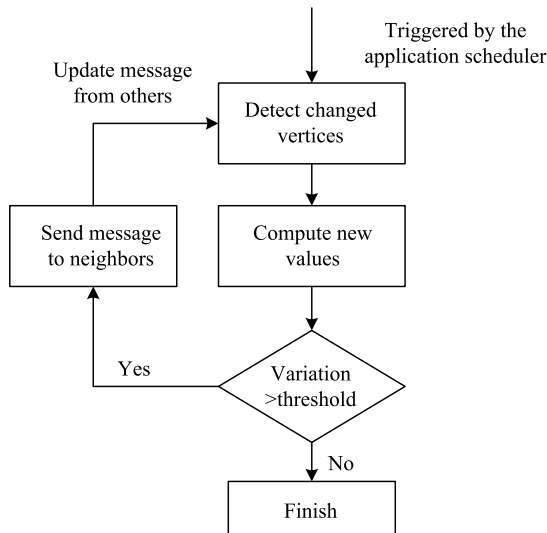 Triggered by the
application scheduler
Update message
from others
Detect changed
vertices
Send message
to neighbors
Compute new
values
Yes
Variation
>threshold
No
Finish